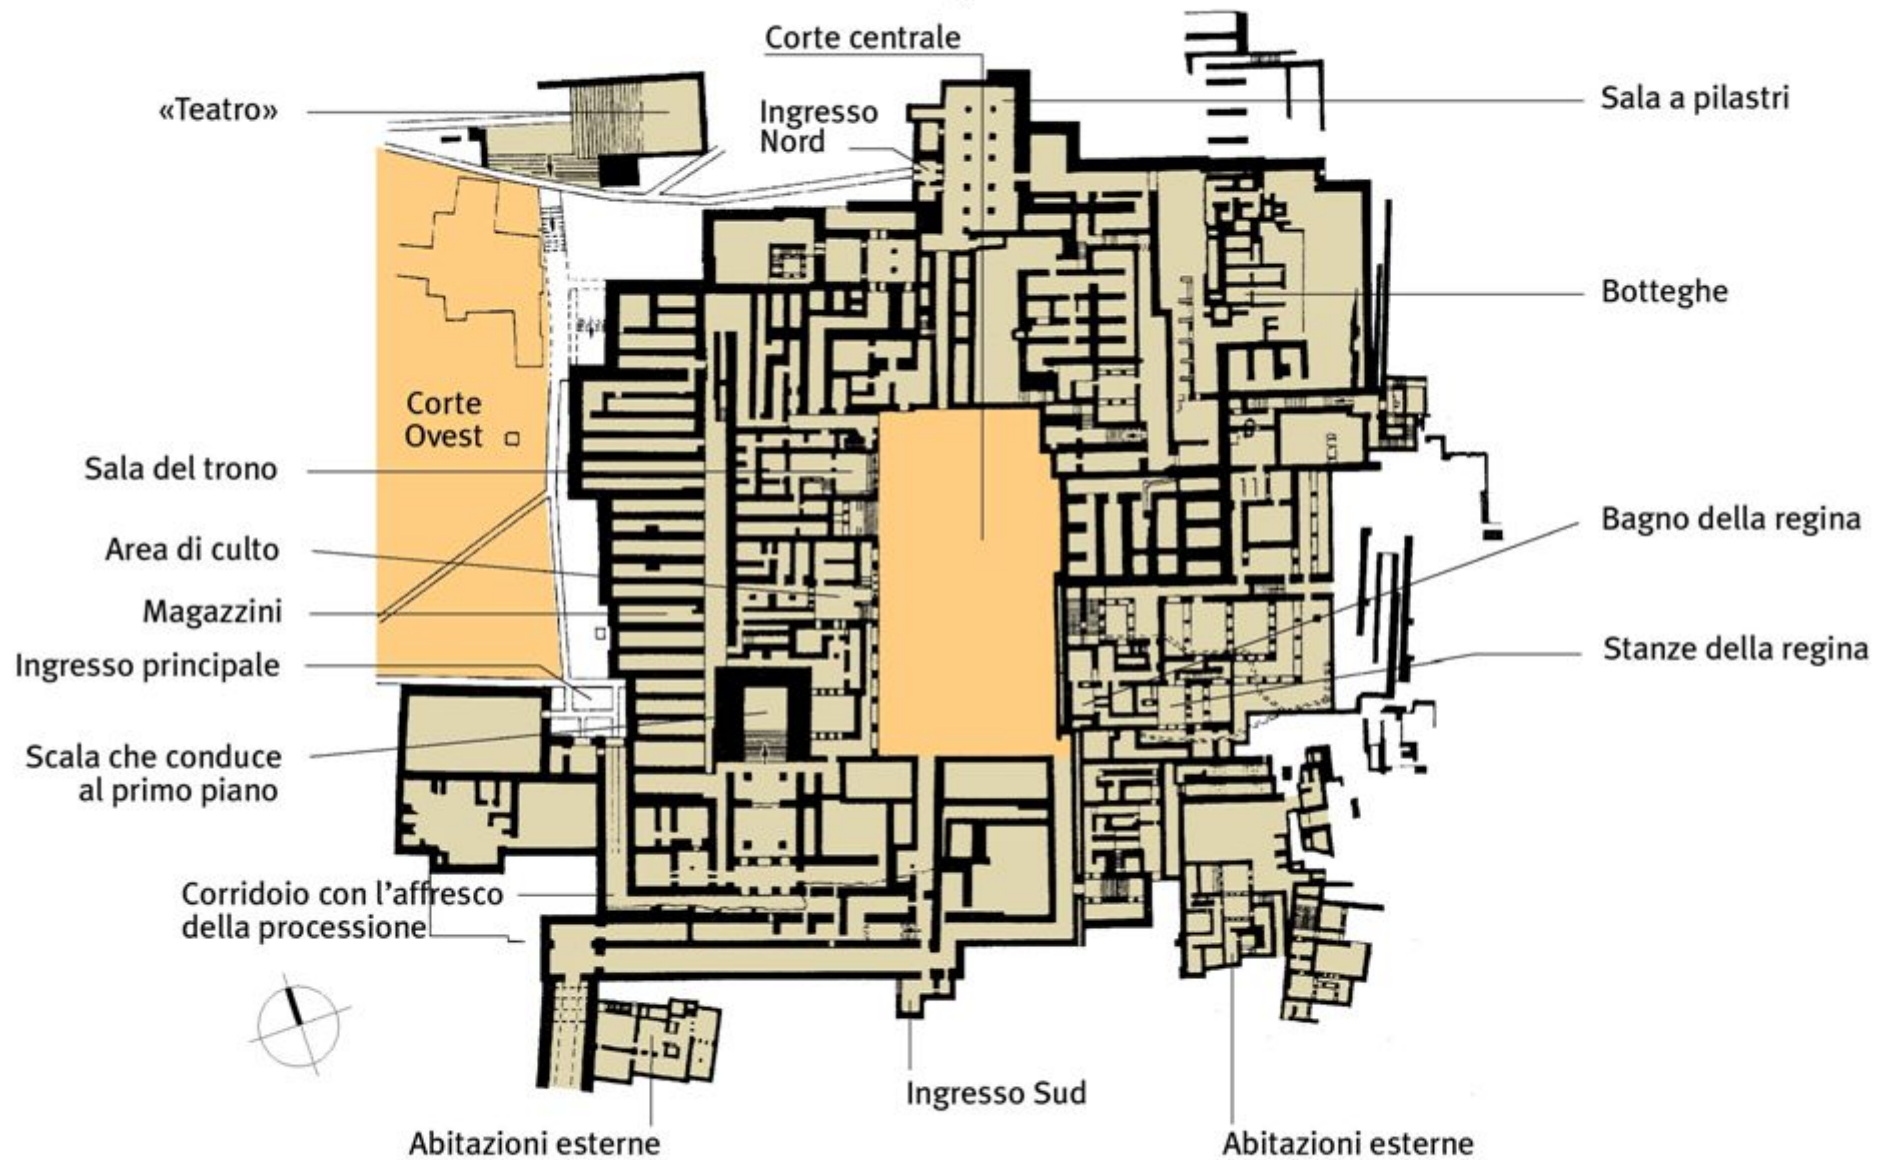 Corte centrale
«Teatro»
Ingresso
Nord
Sala a pilastri
Botteghe
Corte
Ovest
Sala del trono
Area di culto
Magazzini
Ingresso principale
Scala che conduce
al primo piano
Corridoio con l’affresco
della processione
Bagno della regina
Stanze della regina
Ingresso Sud
Abitazioni esterne
Abitazioni esterne